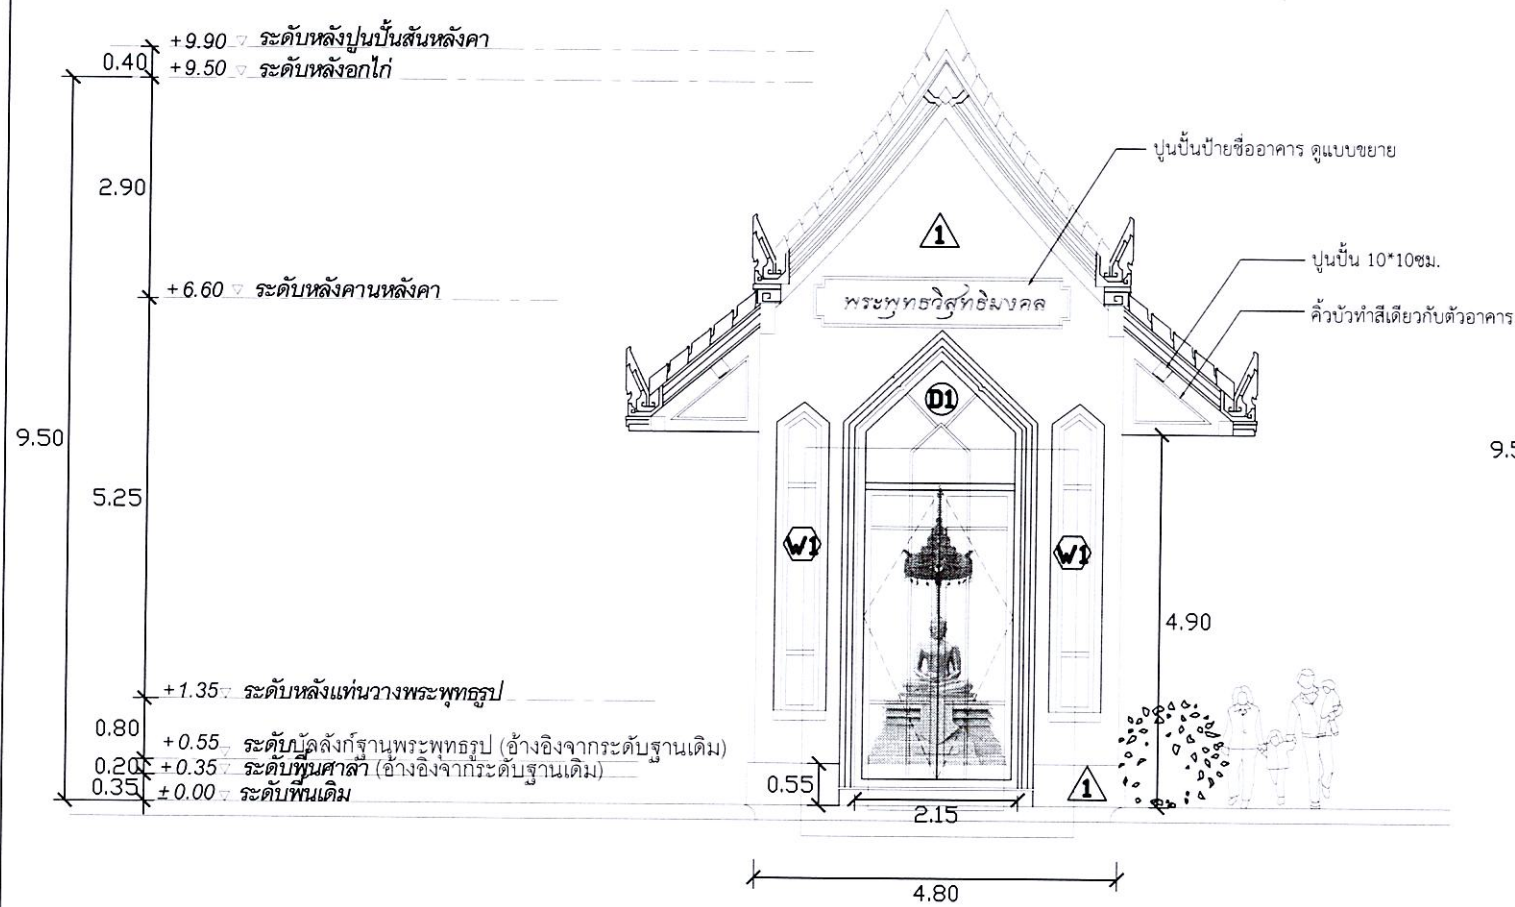 +9.90 ระดับหลังปูนปั้นสันหลังคา
0.40
+9.50 ระดับหลังอกไก่
2.90
ปูนปั้นป้ายชื่ออาคาร ดูแบบขยาย
1
ปูนปั้น 10*10ซม.
+6.60 ระดับหลังคานหลังคา
พระพุทธวิสุทธิมงคล
คิ้วบัวทำสีเดียวกับตัวอาคาร
D1
9.50
9.5
5.25
W1
W1
4.90
+1.35 ระดับหลังแท่นวางพระพุทธรูป
0.80
+0.55 ระดับบัลลังก์ฐานพระพุทธรูป (อ้างอิงจากระดับฐานเดิม)
0.20
+0.35 ระดับพื้นศาลา (อ้างอิงจากระดับฐานเดิม)
0.35
±0.00 ระดับพื้นเดิม
0.55
1
2.15
4.80